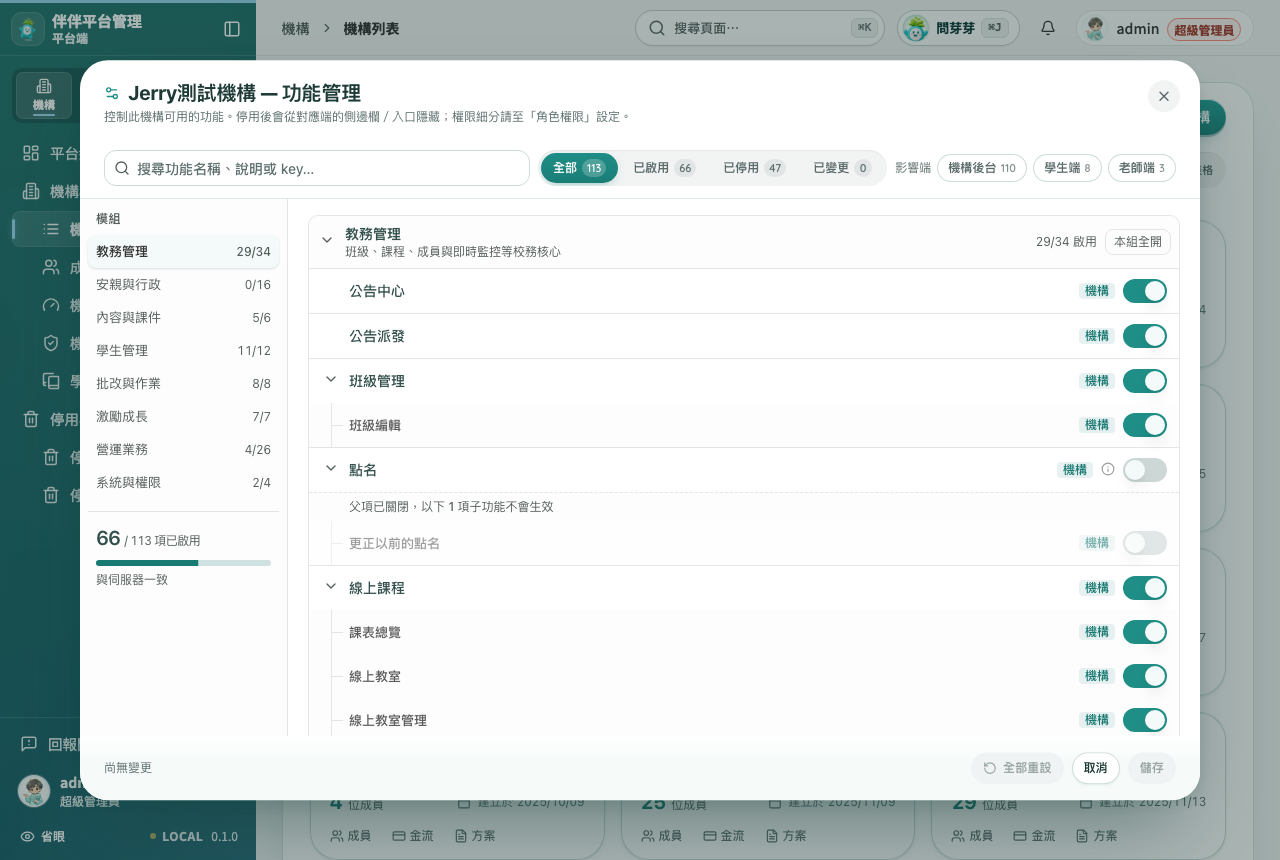 伴伴平台管理
平台端
機構
機構列表
搜尋頁面…
⌘K
問芽芽
⌘J
admin
超級管理員
機構
平台
機構
停用
回報
超級管理員
省眼
LOCAL 0.1.0
Jerry測試機構 — 功能管理
控制此機構可用的功能。停用後會從對應端的側邊欄 / 入口隱藏；權限細分請至「角色權限」設定。
搜尋功能名稱、說明或 key...
全部 113
已啟用 66
已停用 47
已變更 0
影響端
機構後台 110
學生端 8
老師端 3
模組
教務管理 29/34
安親與行政 0/16
內容與課件 5/6
學生管理 11/12
批改與作業 8/8
激勵成長 7/7
營運業務 4/26
系統與權限 2/4
66 / 113 項已啟用
與伺服器一致
教務管理
班級、課程、成員與即時監控等校務核心
29/34 啟用
本組全開
公告中心 機構
公告派發 機構
班級管理 機構
班級編輯 機構
點名 機構
父項已關閉，以下 1 項子功能不會生效
更正以前的點名 機構
線上課程 機構
課表總覽 機構
線上教室 機構
線上教室管理 機構
尚無變更
全部重設
取消
儲存
4 位成員 建立於 2025/10/09
25 位成員 建立於 2025/11/09
29 位成員 建立於 2025/11/13
成員 金流 方案
成員 金流 方案
成員 金流 方案